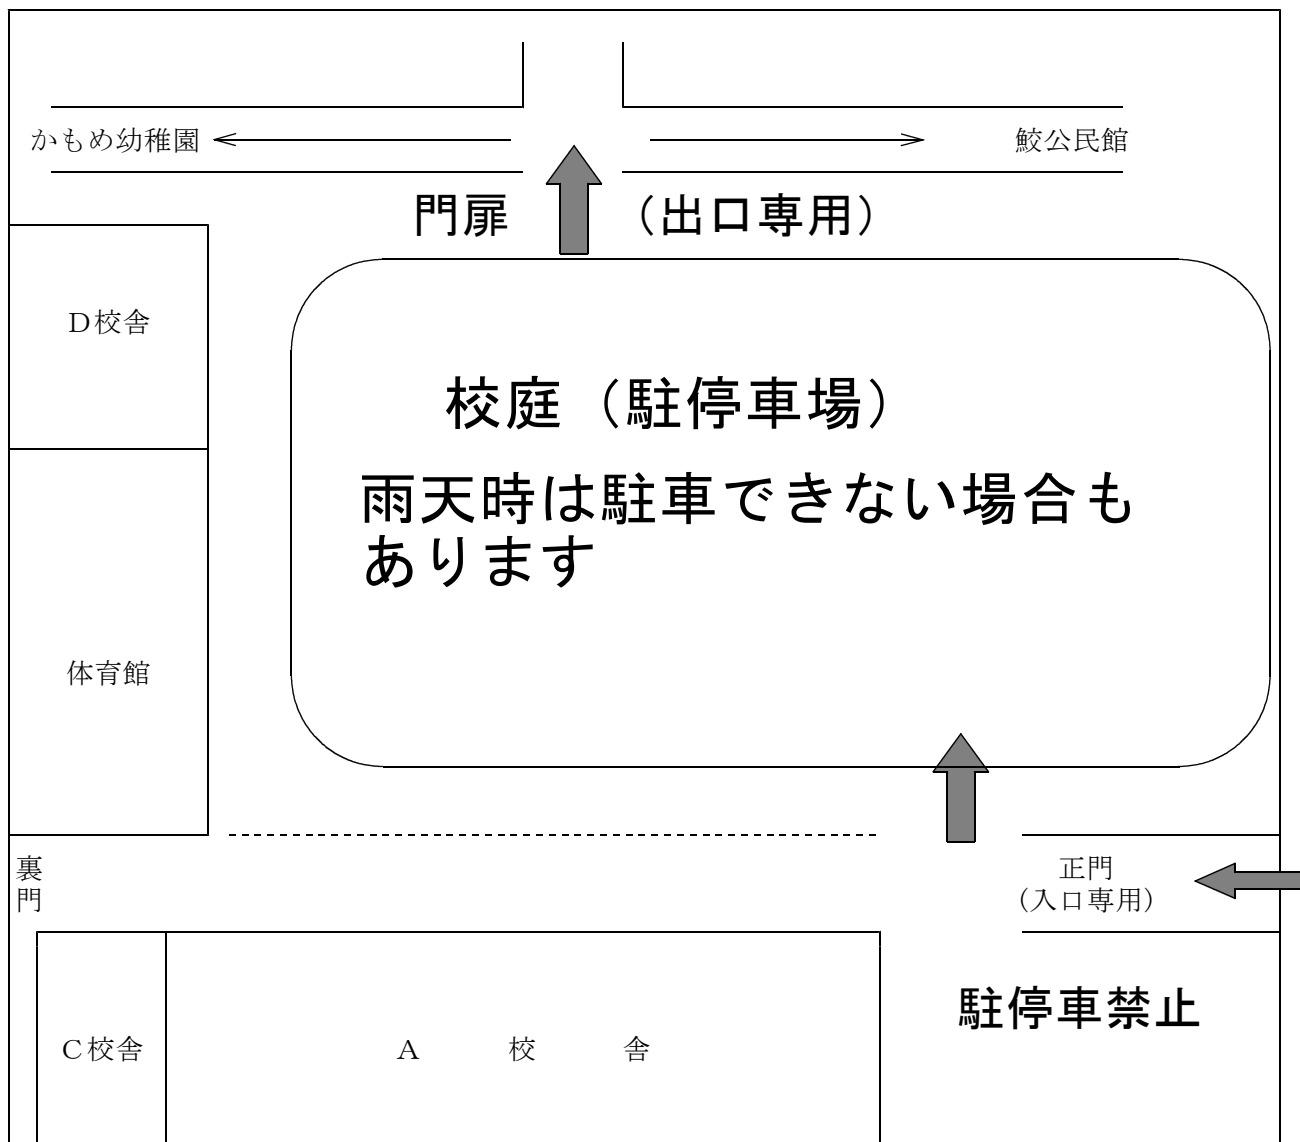 かもめ幼稚園
鮫公民館
門扉 (出口専用)
D校舎
校庭(駐停車場)
雨天時は駐車できない場合も
あります
体育館
裏門
正門
(入口専用)
駐停車禁止
C校舎
A 校 舎